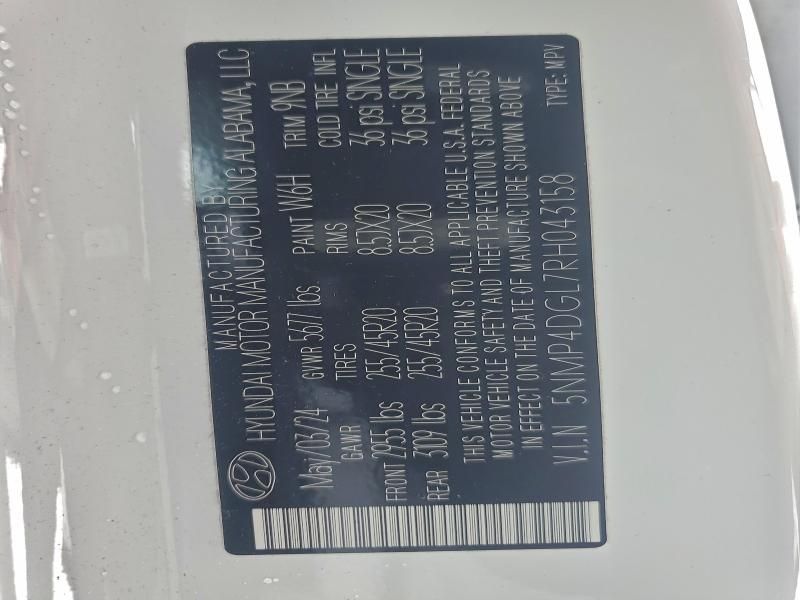 MANUFACTURED BY
HYUNDAI MOTOR MANUFACTURING ALABAMA, LLC
May/03/24 GVWR 5677 lbs PAINT W6H TRIM 9NB
GAWR TIRES RIMS COLD TIRE INFL
FRONT 2955 lbs 255/45R20 8.5JX20 36 psi SINGLE
REAR 3109 lbs 255/45R20 8.5JX20 36 psi SINGLE
THIS VEHICLE CONFORMS TO ALL APPLICABLE U.S.A. FEDERAL
MOTOR VEHICLE SAFETY AND THEFT PREVENTION STANDARDS
IN EFFECT ON THE DATE OF MANUFACTURE SHOWN ABOVE
V.I.N 5NMP4DGL7RH043158 TYPE: MPV